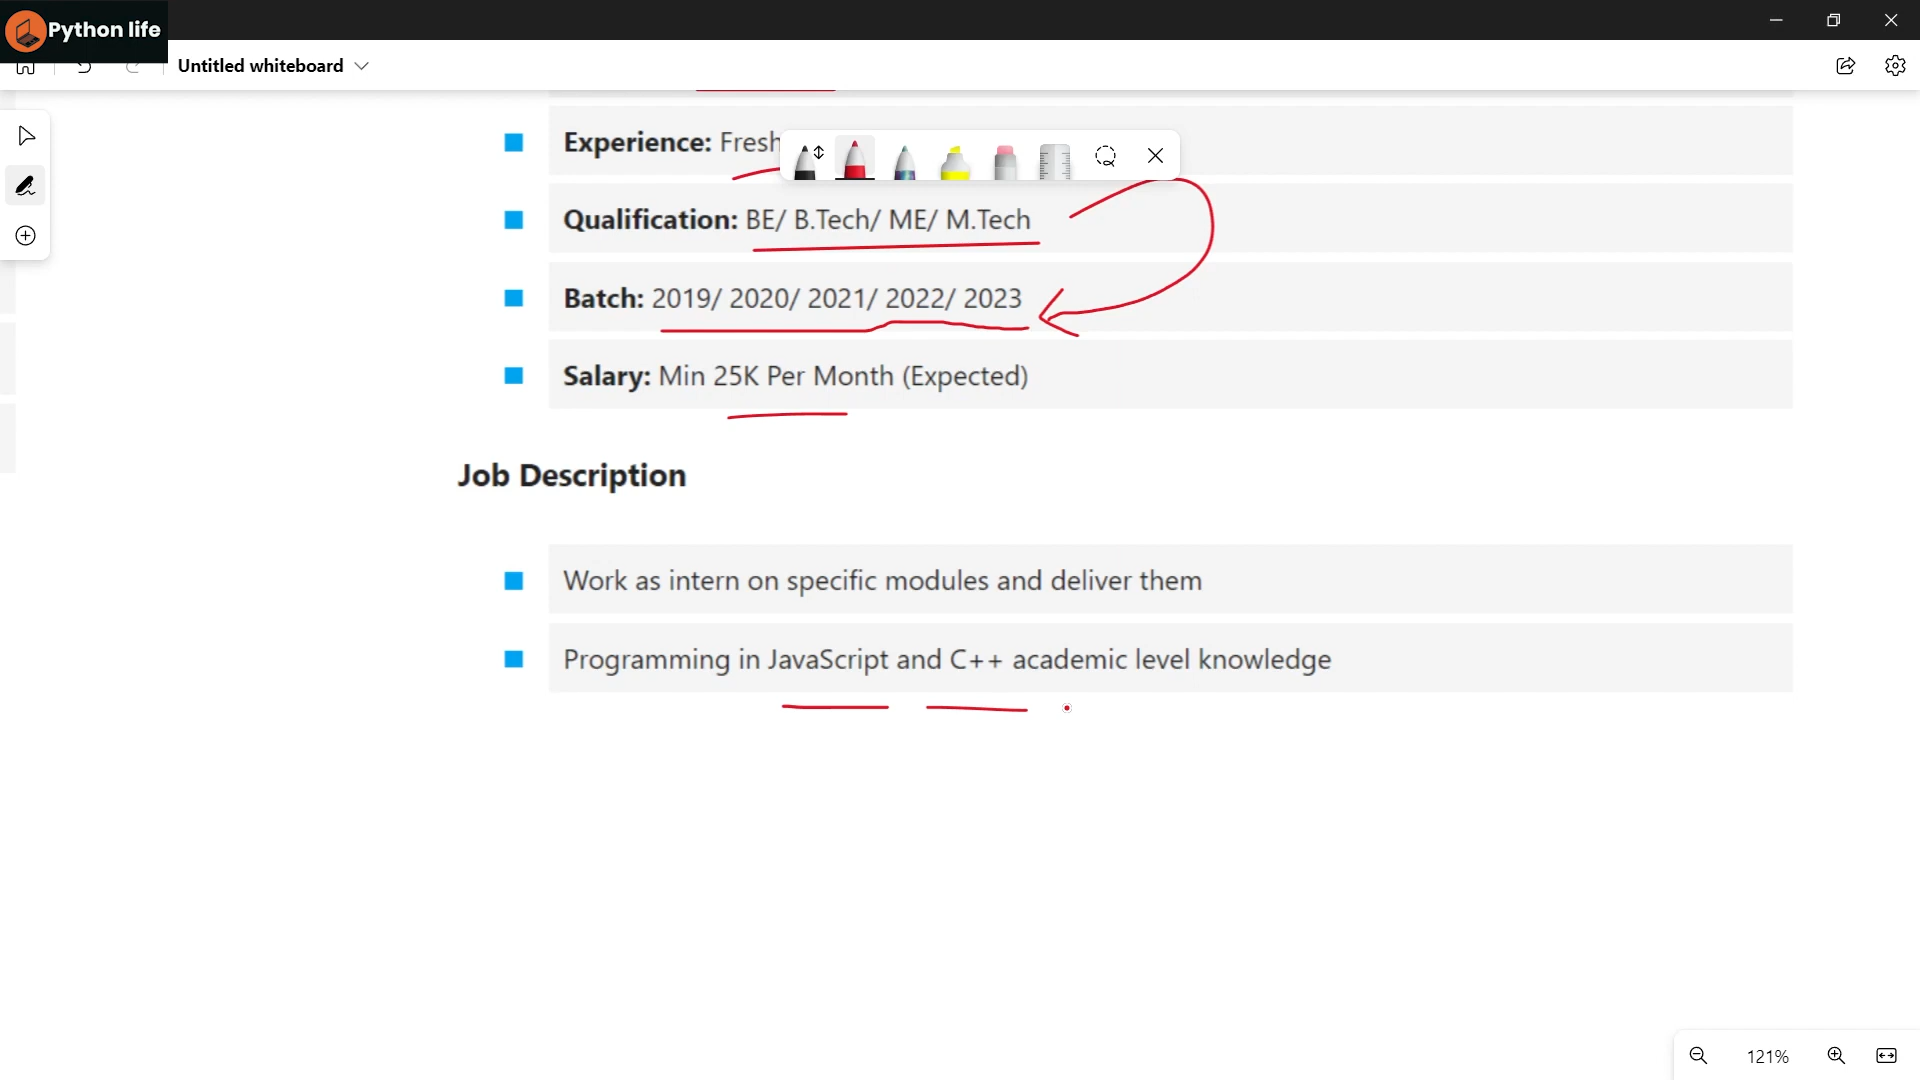 Python life
Untitled whiteboard
Experience: Fresh
Qualification: BE/ B.Tech/ ME/ M.Tech
Batch: 2019/ 2020/ 2021/ 2022/ 2023
Salary: Min 25K Per Month (Expected)
Job Description
Work as intern on specific modules and deliver them
Programming in JavaScript and C++ academic level knowledge
121%